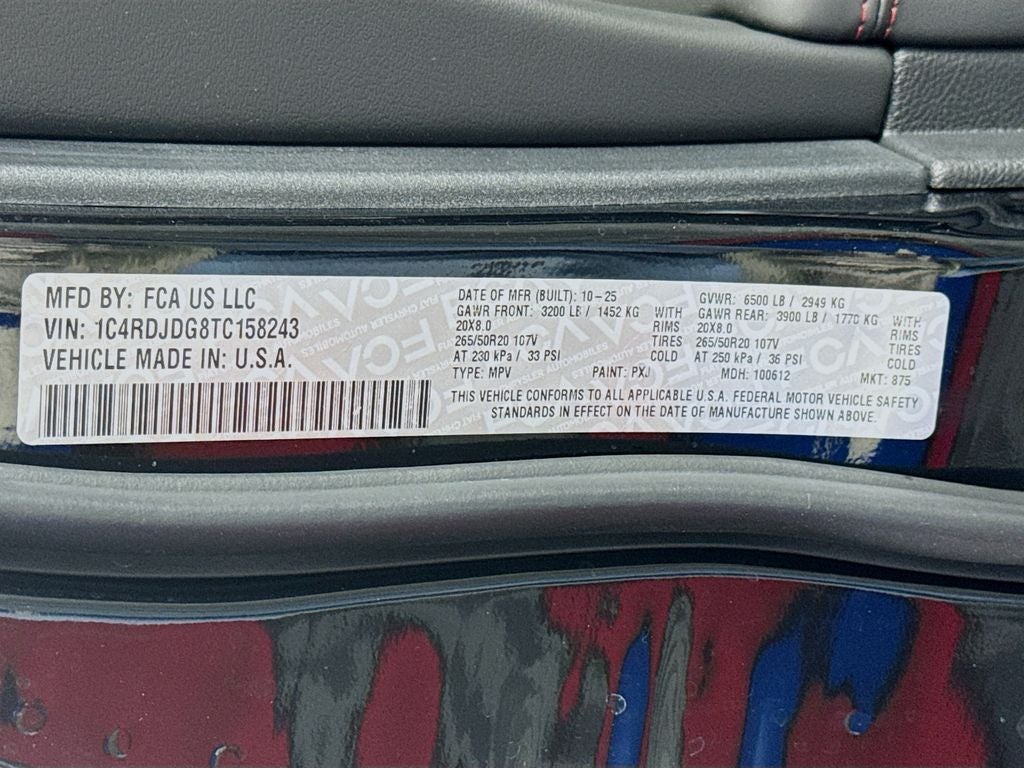 MFD BY: FCA US LLC
VIN: 1C4RDJDG8TC158243
VEHICLE MADE IN: U.S.A.
DATE OF MFR (BUILT): 10-25
GAWR FRONT: 3200 LB / 1452 KG WITH
20X8.0 RIMS
265/50R20 107V TIRES
AT 230 kPa / 33 PSI COLD
TYPE: MPV PAINT: PXJ
GVWR: 6500 LB / 2949 KG
GAWR REAR: 3900 LB / 1770 KG WITH
20X8.0 RIMS
265/50R20 107V TIRES
AT 250 kPa / 36 PSI COLD
MDH: 100612 MKT: 875
THIS VEHICLE CONFORMS TO ALL APPLICABLE U.S.A. FEDERAL MOTOR VEHICLE SAFETY
STANDARDS IN EFFECT ON THE DATE OF MANUFACTURE SHOWN ABOVE.